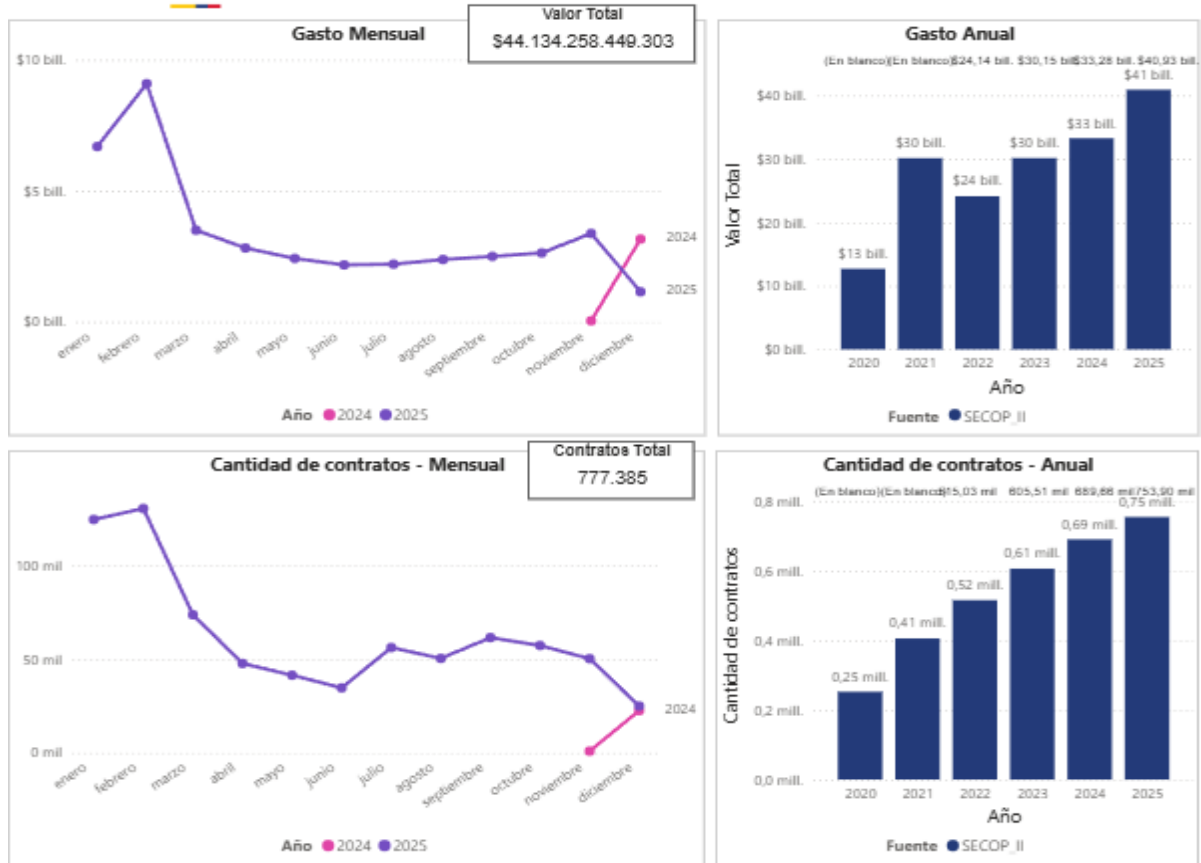 Gasto Mensual
Valor Total
$44.134.258.449.303
$10 bill.
$5 bill.
$0 bill.
2024
2025
enero
febrero
marzo
abril
mayo
junio
julio
agosto
septiembre
octubre
noviembre
diciembre
Año 2024 2025
Gasto Anual
(En blanco) (En blanco) $24,14 bill. $30,15 bill. $33,28 bill. $40,93 bill.
$41 bill.
$40 bill.
$33 bill.
$30 bill.
$30 bill.
$30 bill.
$24 bill.
$20 bill.
$13 bill.
$10 bill.
$0 bill.
Valor Total
2020 2021 2022 2023 2024 2025
Año
Fuente SECOP_II
Cantidad de contratos - Mensual
Contratos Total
777.385
100 mil
50 mil
0 mil
2024
enero
febrero
marzo
abril
mayo
junio
julio
agosto
septiembre
octubre
noviembre
diciembre
Año 2024 2025
Cantidad de contratos - Anual
(En blanco) (En blanco) 605,51 mil 689,66 mil 753,90 mil
0,8 mill.
0,75 mill.
0,69 mill.
0,61 mill.
0,6 mill.
0,52 mill.
0,41 mill.
0,4 mill.
0,25 mill.
0,2 mill.
0,0 mill.
Cantidad de contratos
2020 2021 2022 2023 2024 2025
Año
Fuente SECOP_II